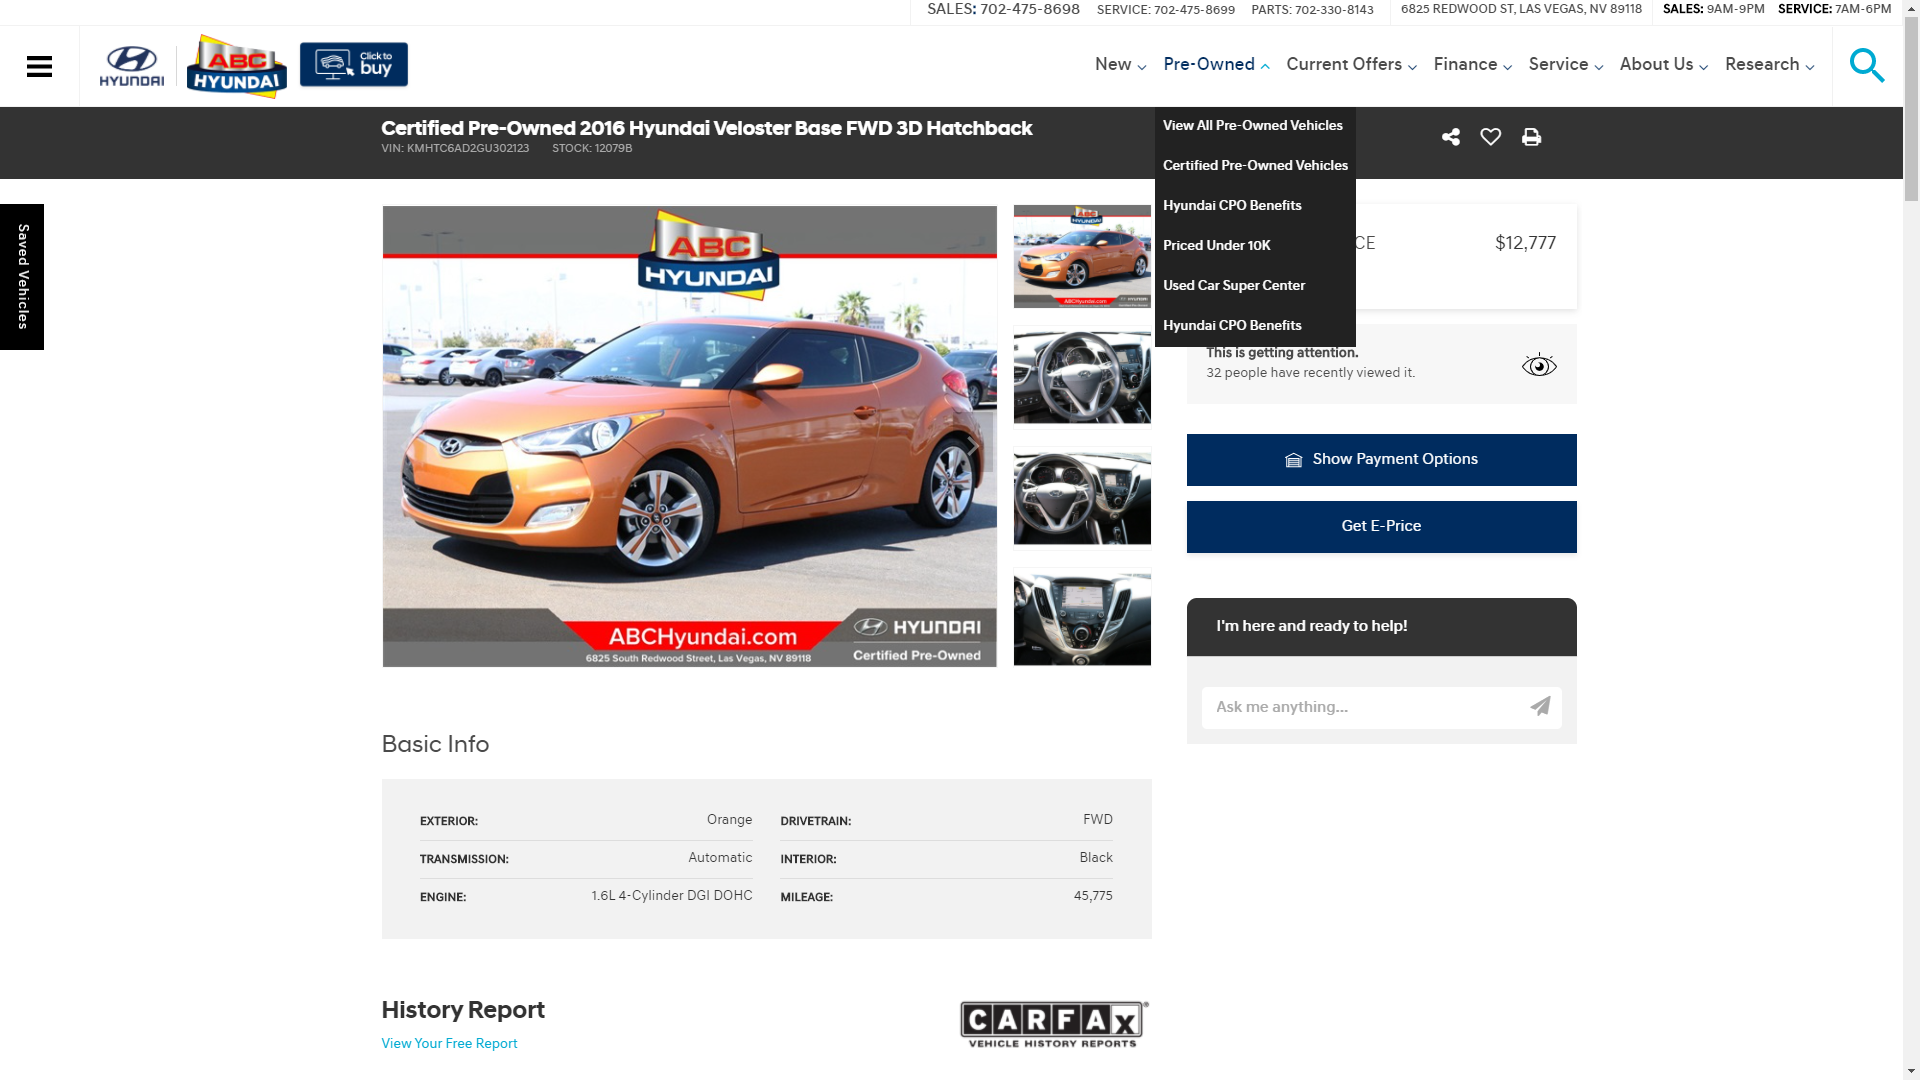 SALES: 702-475-8698 SERVICE: 702-475-8699 PARTS: 702-330-8143 6825 REDWOOD ST, LAS VEGAS, NV 89118 SALES: 9AM-9PM SERVICE: 7AM-6PM
HYUNDAI
ABC
HYUNDAI
Click to
buy
New Pre-Owned Current Offers Finance Service About Us Research
Certified Pre-Owned 2016 Hyundai Veloster Base FWD 3D Hatchback
VIN: KMHTC6AD2GU302123 STOCK: 12079B
View All Pre-Owned Vehicles
Certified Pre-Owned Vehicles
Hyundai CPO Benefits
Priced Under 10K
Used Car Super Center
Hyundai CPO Benefits
Saved Vehicles
ABC
HYUNDAI
ABCHyundai.com
6825 South Redwood Street, Las Vegas, NV 89118
HYUNDAI
Certified Pre-Owned
ABC
HYUNDAI
ABCHyundai.com
CE $12,777
This is getting attention.
32 people have recently viewed it.
Show Payment Options
Get E-Price
I'm here and ready to help!
Ask me anything...
Basic Info
EXTERIOR: Orange DRIVETRAIN: FWD
TRANSMISSION: Automatic INTERIOR: Black
ENGINE: 1.6L 4-Cylinder DGI DOHC MILEAGE: 45,775
History Report
View Your Free Report
CARFAX
VEHICLE HISTORY REPORTS